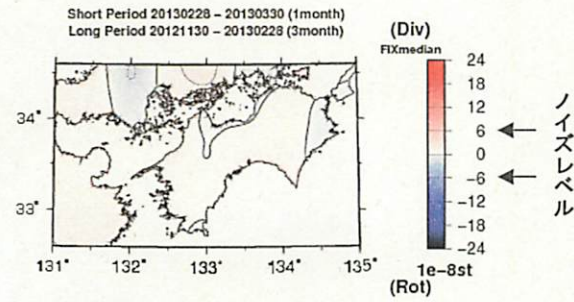 Short Period 20130228 – 20130330 (1month)
Long Period 20121130 – 20130228 (3month)
(Div)
FIXmedian
24
18
12
6
0
−6
−12
−18
−24
1e−8st
(Rot)
ノイズレベル
34˚
33˚
131˚ 132˚ 133˚ 134˚ 135˚